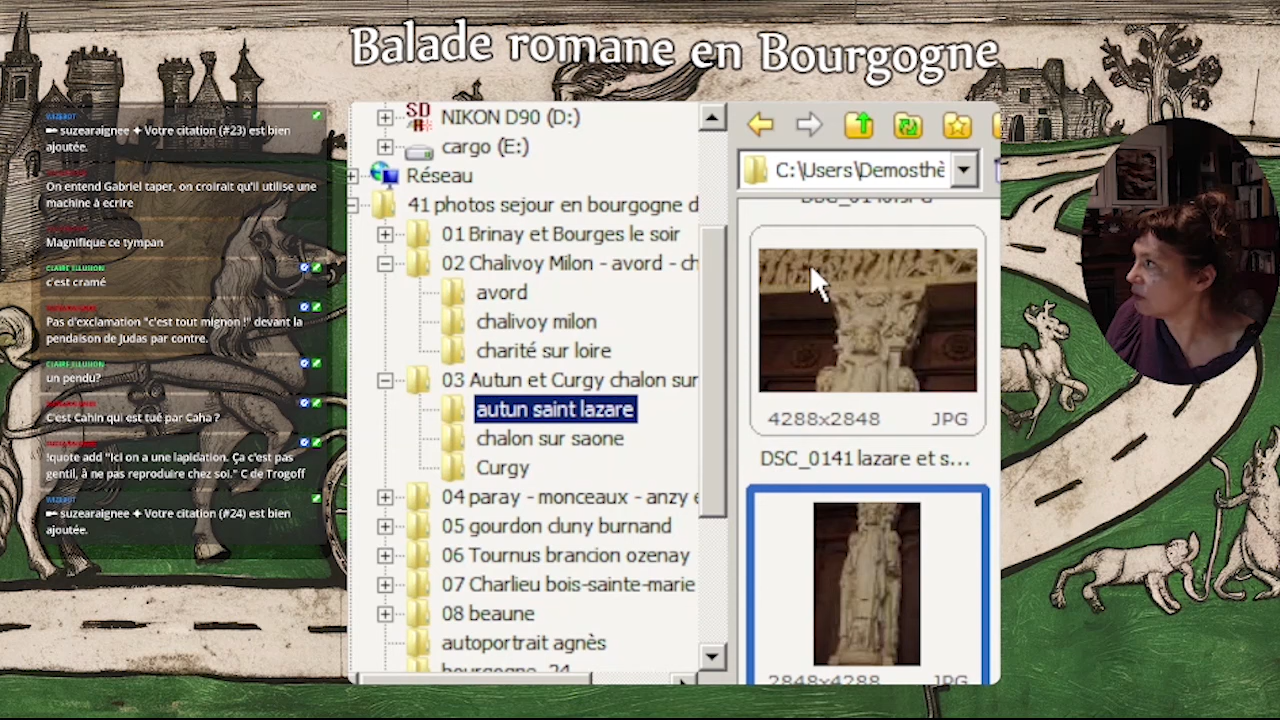 Balade romane en Bourgogne
WIZEBOT
suzearaignee ✦ Votre citation (#23) est bien
ajoutée.
On entend Gabriel taper, on croirait qu'il utilise une
machine à ecrire
Magnifique ce tympan
CLAIRE ILLUSION
c'est cramé
Pas d'exclamation "c'est tout mignon !" devant la
pendaison de Judas par contre.
CLAIRE ILLUSION
un pendu?
C'est Cahin qui est tué par Caha ?
!quote add "Ici on a une lapidation. Ça c'est pas
gentil, à ne pas reproduire chez soi." C de Trogoff
WIZEBOT
suzearaignee ✦ Votre citation (#24) est bien
ajoutée.
NIKON D90 (D:)
cargo (E:)
Réseau
41 photos sejour en bourgogne d
01 Brinay et Bourges le soir
02 Chalivoy Milon - avord - ch
avord
chalivoy milon
charité sur loire
03 Autun et Curgy chalon sur
autun saint lazare
chalon sur saone
Curgy
04 paray - monceaux - anzy e
05 gourdon cluny burnand
06 Tournus brancion ozenay
07 Charlieu bois-sainte-marie
08 beaune
autoportrait agnès
bourgogne_24
C:\Users\Demosthè
4288x2848 JPG
DSC_0141 lazare et s...
2848x4288 JPG